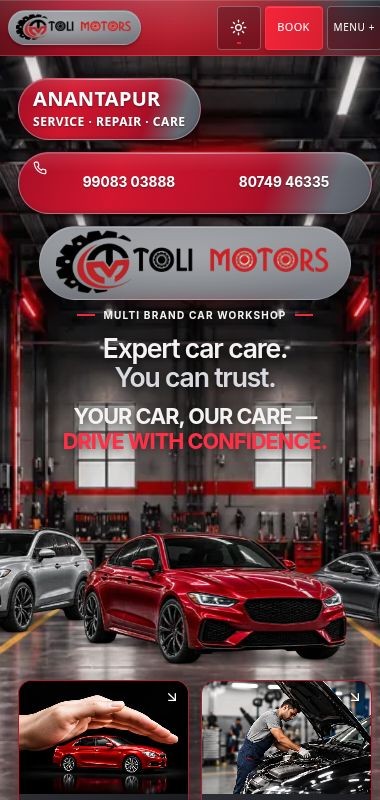 TOLI MOTORS
BOOK
MENU +
ANANTAPUR
SERVICE · REPAIR · CARE
99083 03888 80749 46335
TOLI MOTORS
MULTI BRAND CAR WORKSHOP
Expert car care.
You can trust.
YOUR CAR, OUR CARE —
DRIVE WITH CONFIDENCE.